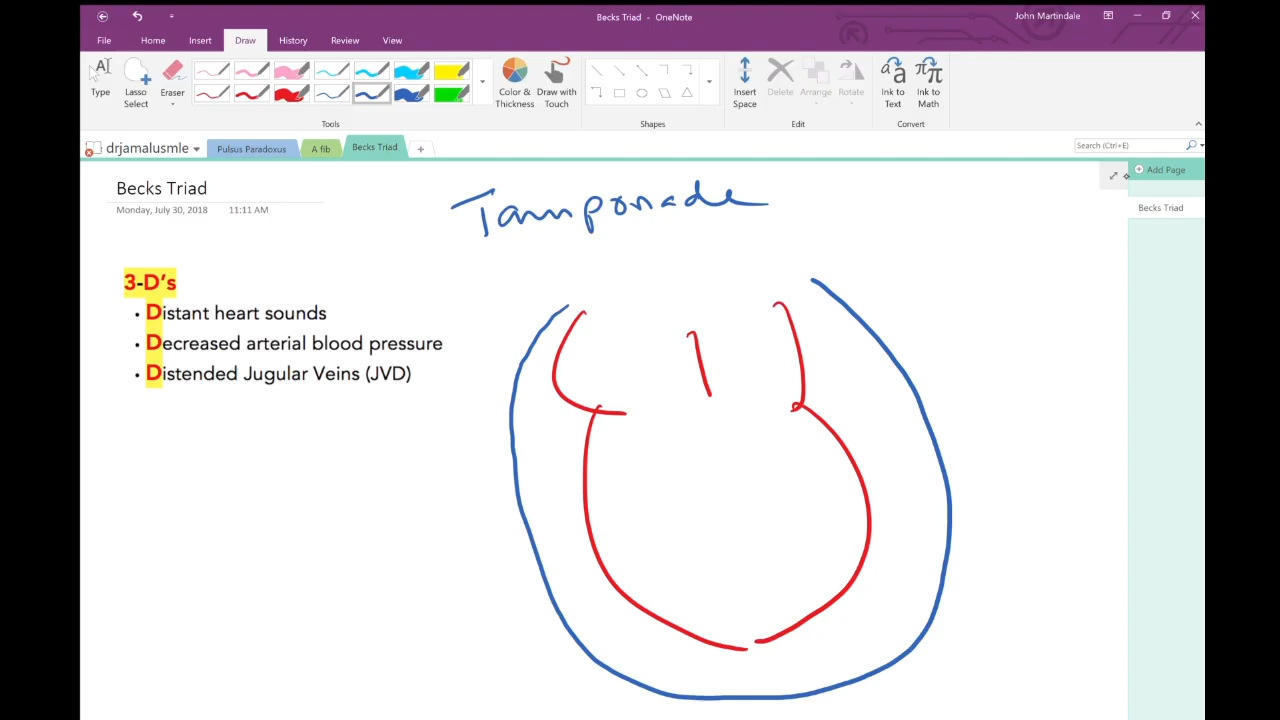 Becks Triad - OneNote
John Martindale
File Home Insert Draw History Review View
Type
Lasso Select
Eraser
Color & Thickness
Draw with Touch
Insert Space
Delete
Arrange
Rotate
Ink to Text
Ink to Math
Tools Shapes Edit Convert
drjamalusmle Pulsus Paradoxus A fib Becks Triad +
Search (Ctrl+E)
Add Page
Becks Triad
Becks Triad
Monday, July 30, 2018 11:11 AM
Tamponade
3-D's
• Distant heart sounds
• Decreased arterial blood pressure
• Distended Jugular Veins (JVD)